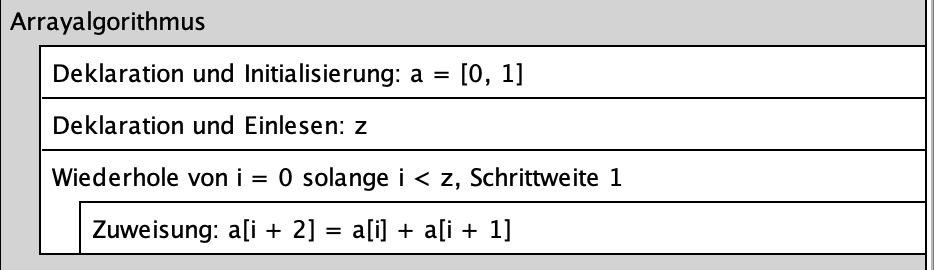 Arrayalgorithmus
Deklaration und Initialisierung: a = [0, 1]
Deklaration und Einlesen: z
Wiederhole von i = 0 solange i < z, Schrittweite 1
Zuweisung: a[i + 2] = a[i] + a[i + 1]